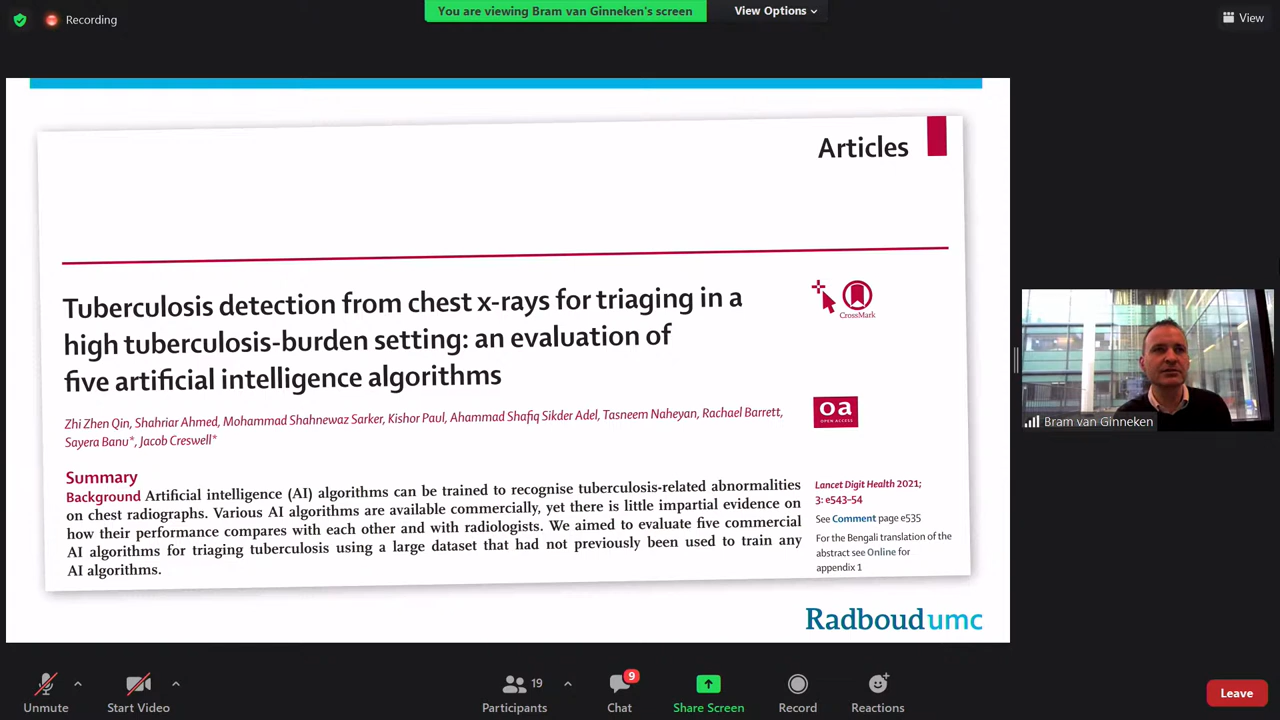 Recording
You are viewing Bram van Ginneken's screen
View Options
View
Articles
Tuberculosis detection from chest x-rays for triaging in a
high tuberculosis-burden setting: an evaluation of
five artificial intelligence algorithms
CrossMark
Zhi Zhen Qin, Shahriar Ahmed, Mohammad Shahnewaz Sarker, Kishor Paul, Ahammad Shafiq Sikder Adel, Tasneem Naheyan, Rachael Barrett,
Sayera Banu*, Jacob Creswell*
oa
OPEN ACCESS
Summary
Background Artificial intelligence (AI) algorithms can be trained to recognise tuberculosis-related abnormalities
on chest radiographs. Various AI algorithms are available commercially, yet there is little impartial evidence on
how their performance compares with each other and with radiologists. We aimed to evaluate five commercial
AI algorithms for triaging tuberculosis using a large dataset that had not previously been used to train any
AI algorithms.
Lancet Digit Health 2021;
3: e543–54
See Comment page e535
For the Bengali translation of the
abstract see Online for
appendix 1
Radboudumc
Bram van Ginneken
Unmute
Start Video
19
Participants
9
Chat
Share Screen
Record
Reactions
Leave